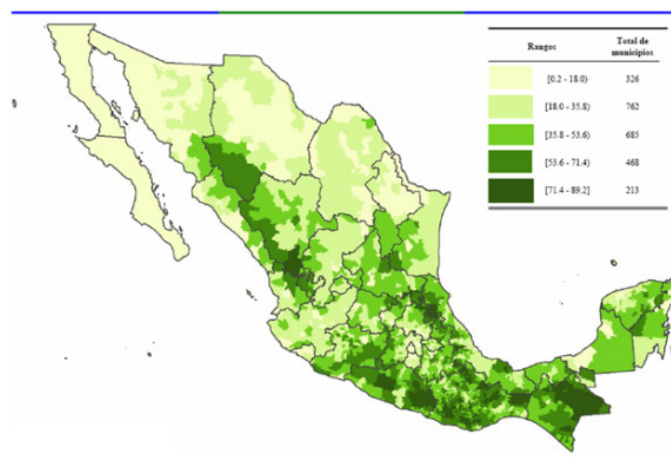 Rangos Total de municipios
[0.2 - 18.0) 326
[18.0 - 35.8) 762
[35.8 - 53.6) 685
[53.6 - 71.4) 468
[71.4 - 89.2] 213